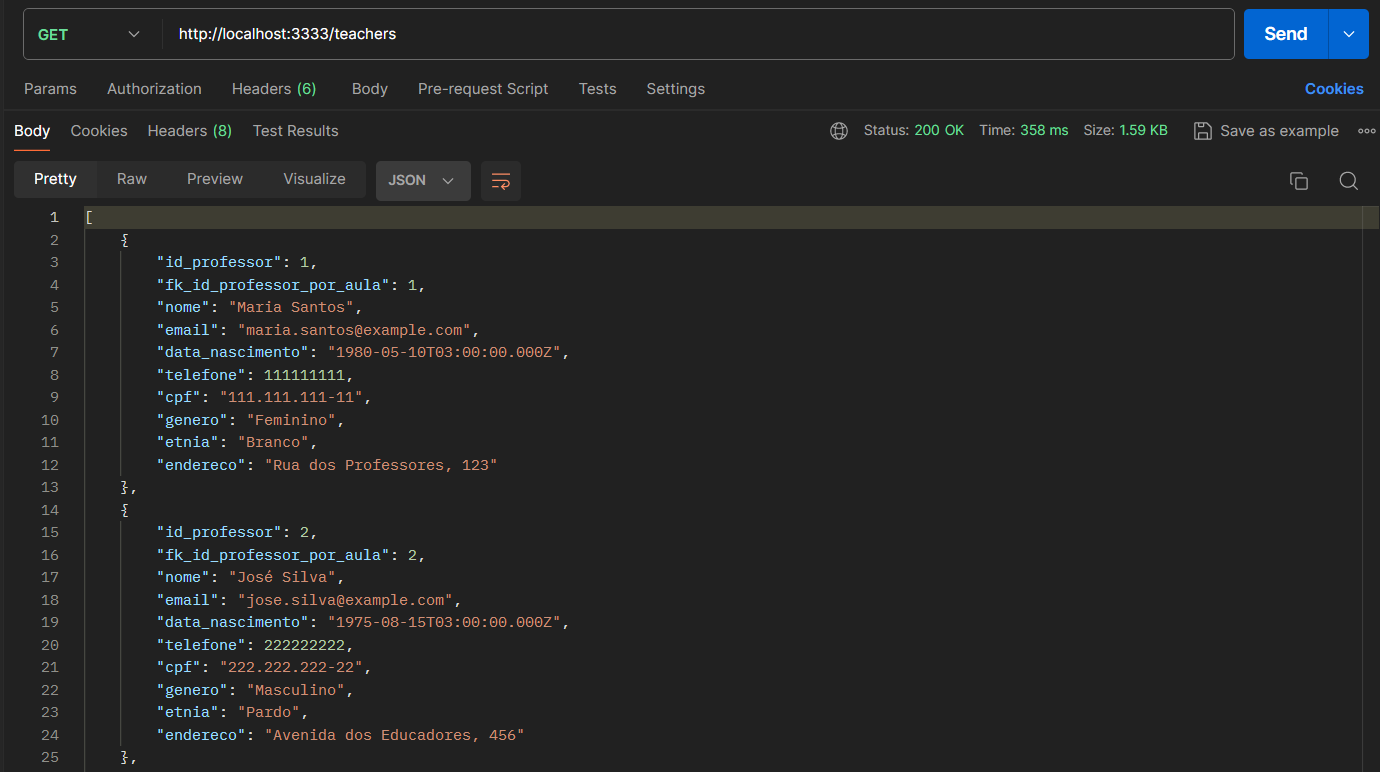 GET http://localhost:3333/teachers Send
Params Authorization Headers (6) Body Pre-request Script Tests Settings Cookies
Body Cookies Headers (8) Test Results Status: 200 OK Time: 358 ms Size: 1.59 KB Save as example
Pretty Raw Preview Visualize JSON
1 [
2 {
3 "id_professor": 1,
4 "fk_id_professor_por_aula": 1,
5 "nome": "Maria Santos",
6 "email": "maria.santos@example.com",
7 "data_nascimento": "1980-05-10T03:00:00.000Z",
8 "telefone": 111111111,
9 "cpf": "111.111.111-11",
10 "genero": "Feminino",
11 "etnia": "Branco",
12 "endereco": "Rua dos Professores, 123"
13 },
14 {
15 "id_professor": 2,
16 "fk_id_professor_por_aula": 2,
17 "nome": "José Silva",
18 "email": "jose.silva@example.com",
19 "data_nascimento": "1975-08-15T03:00:00.000Z",
20 "telefone": 222222222,
21 "cpf": "222.222.222-22",
22 "genero": "Masculino",
23 "etnia": "Pardo",
24 "endereco": "Avenida dos Educadores, 456"
25 },